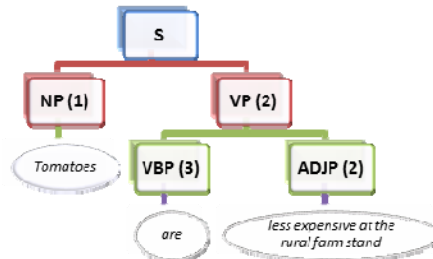 S
NP (1)
VP (2)
Tomatoes
VBP (3)
ADJP (2)
are
less expensive at the
rural farm stand